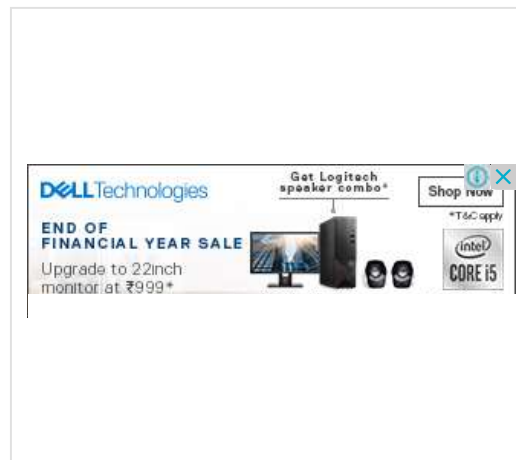 DELLTechnologies
END OF
FINANCIAL YEAR SALE
Upgrade to 22inch
monitor at ₹999*
Get Logitech
speaker combo*
Shop Now
*T&C apply
intel
CORE i5